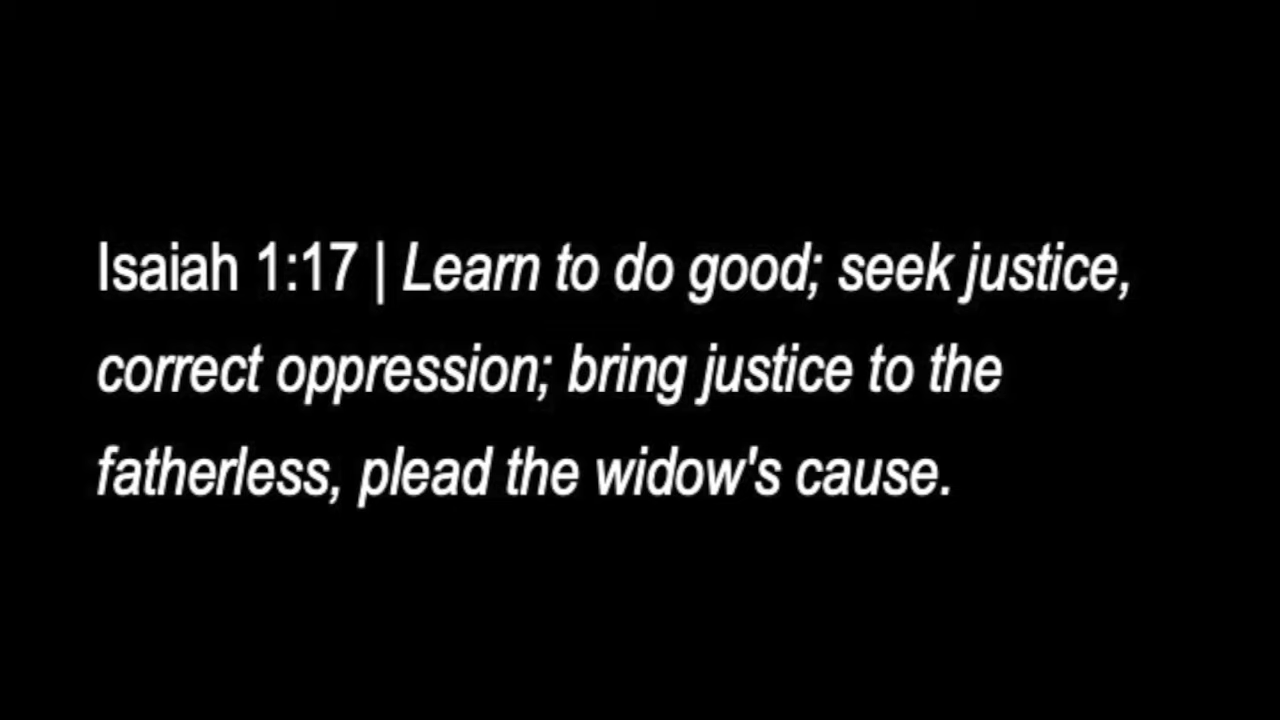 Isaiah 1:17 | Learn to do good; seek justice,
correct oppression; bring justice to the
fatherless, plead the widow's cause.